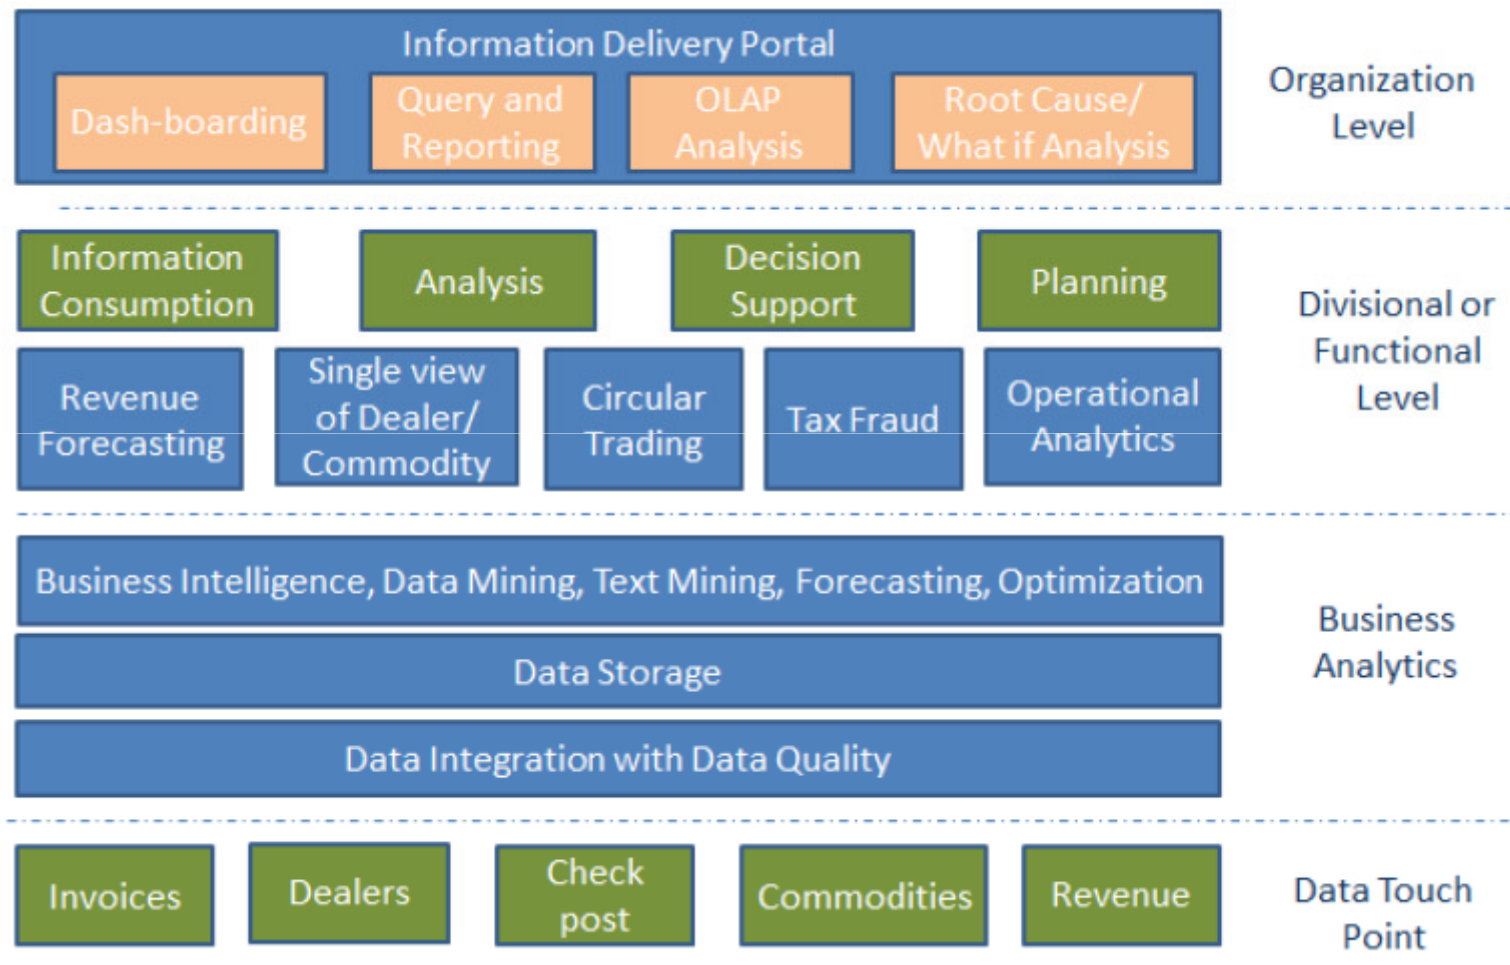 Information Delivery Portal
Dash-boarding
Query and
Reporting
OLAP
Analysis
Root Cause/
What if Analysis
Organization
Level
Information
Consumption
Analysis
Decision
Support
Planning
Revenue
Forecasting
Single view
of Dealer/
Commodity
Circular
Trading
Tax Fraud
Operational
Analytics
Divisional or
Functional
Level
Business Intelligence, Data Mining, Text Mining, Forecasting, Optimization
Data Storage
Data Integration with Data Quality
Business
Analytics
Invoices
Dealers
Check
post
Commodities
Revenue
Data Touch
Point